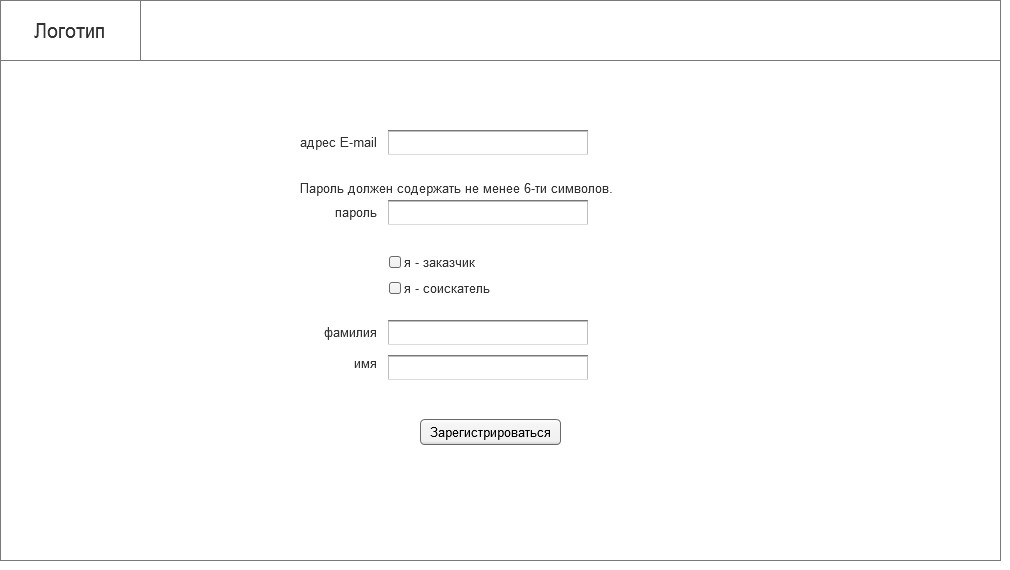 Логотип
адрес E-mail
Пароль должен содержать не менее 6-ти символов.
пароль
я - заказчик
я - соискатель
фамилия
имя
Зарегистрироваться